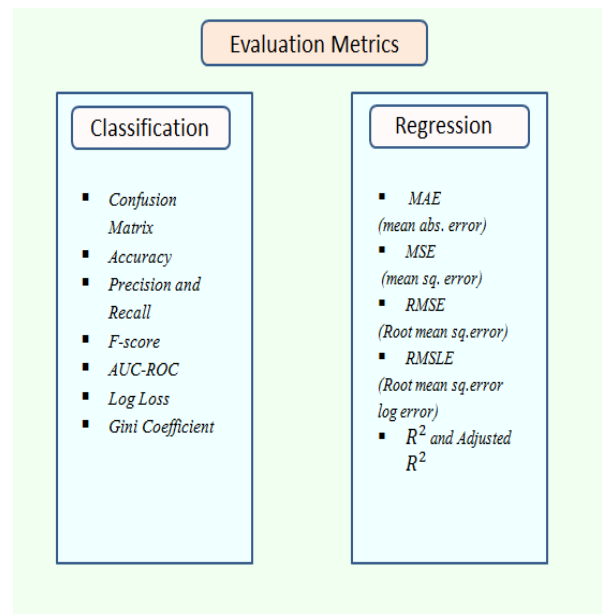 Evaluation Metrics
Classification
▪ Confusion
Matrix
▪ Accuracy
▪ Precision and
Recall
▪ F-score
▪ AUC-ROC
▪ Log Loss
▪ Gini Coefficient
Regression
▪ MAE
(mean abs. error)
▪ MSE
(mean sq. error)
▪ RMSE
(Root mean sq.error)
▪ RMSLE
(Root mean sq.error
log error)
▪ R² and Adjusted
R²